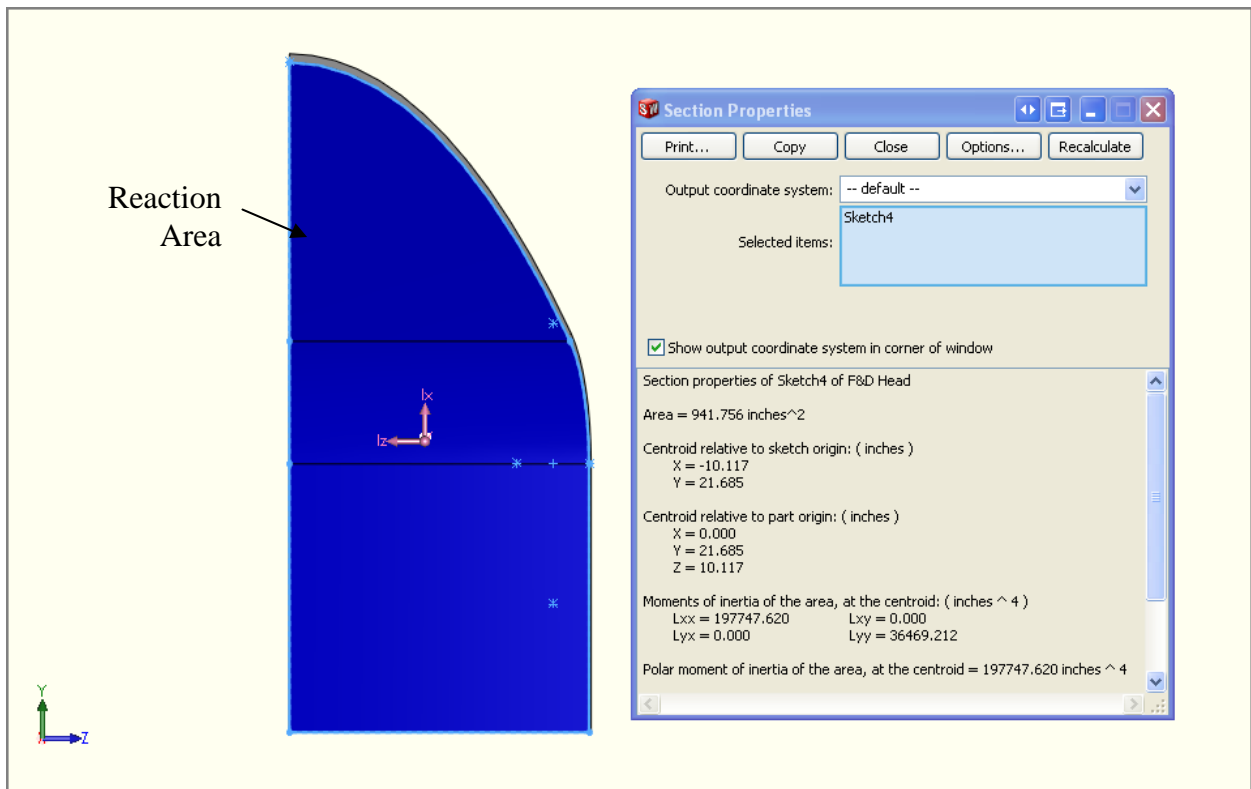 Reaction
Area
Ix
Iz
Y
X
Z
SW Section Properties
Print... Copy Close Options... Recalculate
Output coordinate system: -- default --
Selected items: Sketch4
Show output coordinate system in corner of window
Section properties of Sketch4 of F&D Head
Area = 941.756 inches^2
Centroid relative to sketch origin: ( inches )
X = -10.117
Y = 21.685
Centroid relative to part origin: ( inches )
X = 0.000
Y = 21.685
Z = 10.117
Moments of inertia of the area, at the centroid: ( inches ^ 4 )
Lxx = 197747.620 Lxy = 0.000
Lyx = 0.000 Lyy = 36469.212
Polar moment of inertia of the area, at the centroid = 197747.620 inches ^ 4